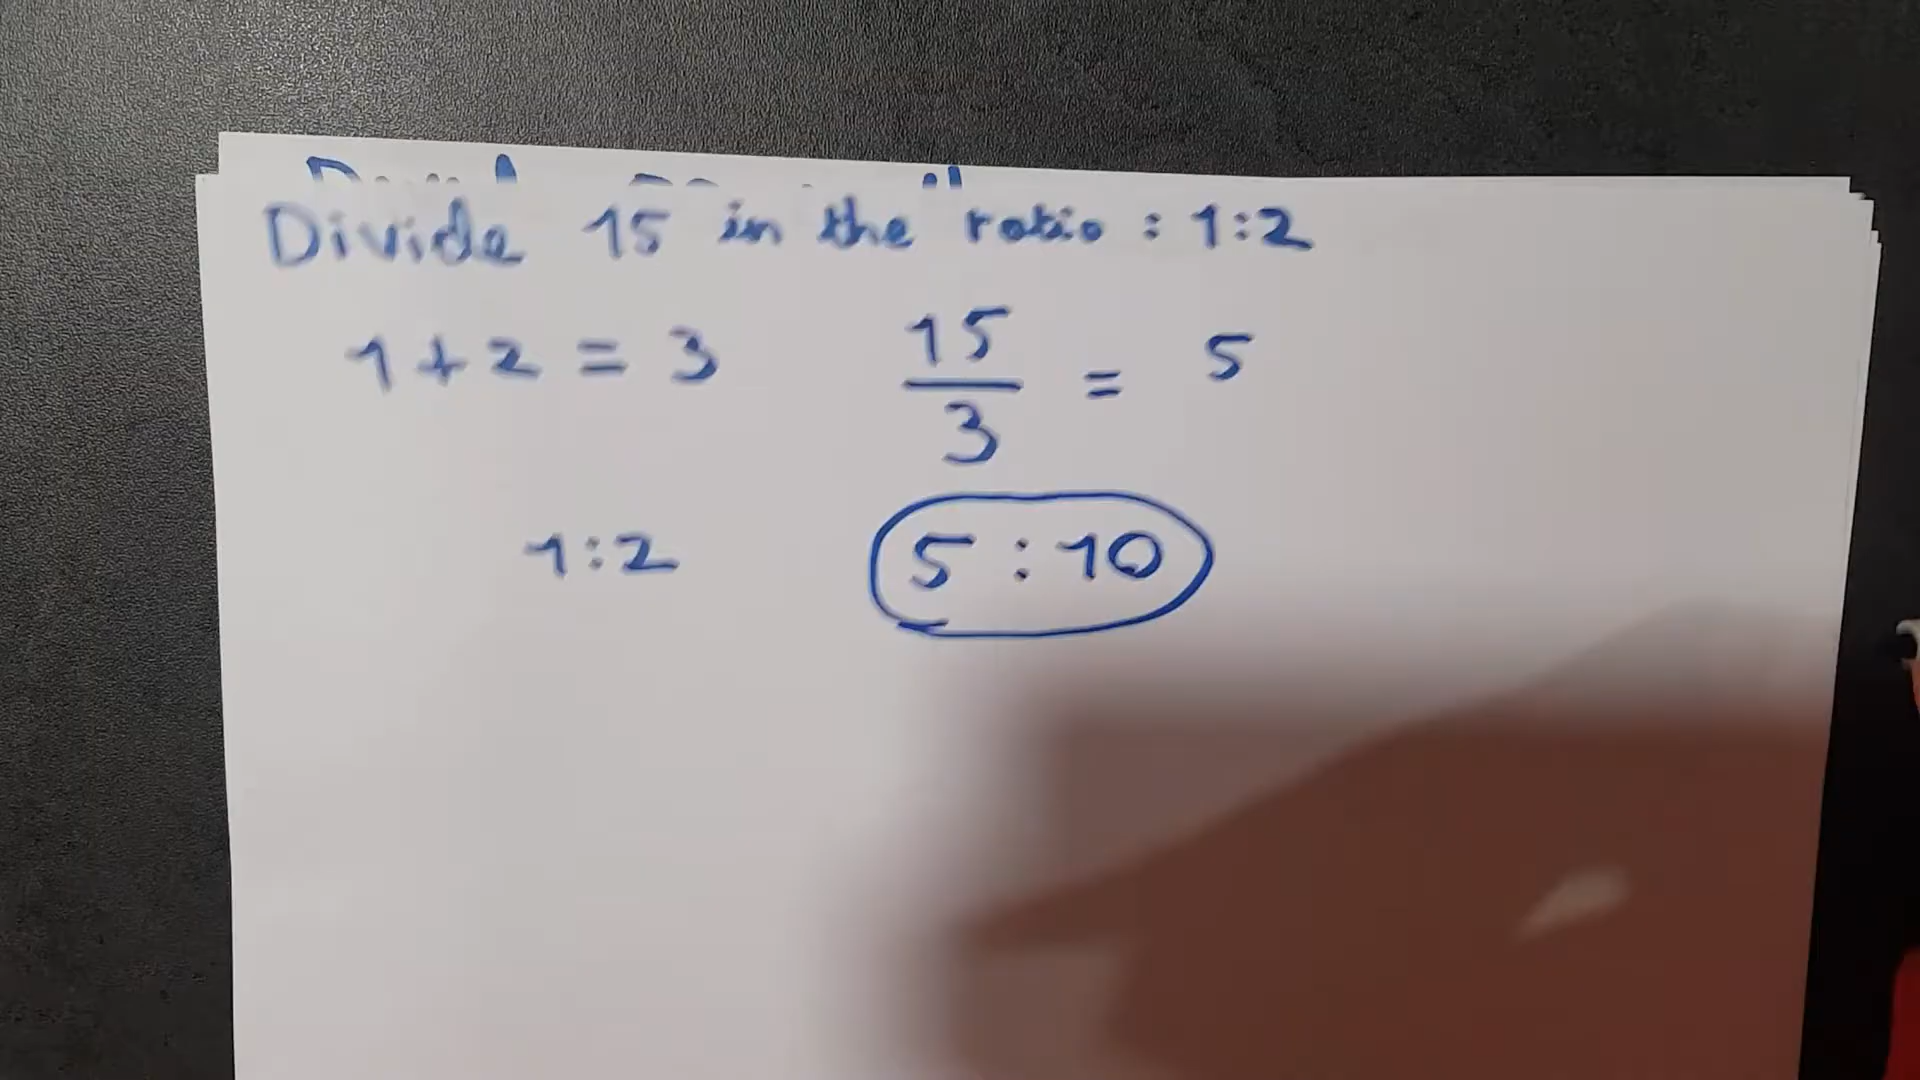 Divide 15 in the ratio : 1:2
1 + 2 = 3
15
3
= 5
1:2
5 : 10